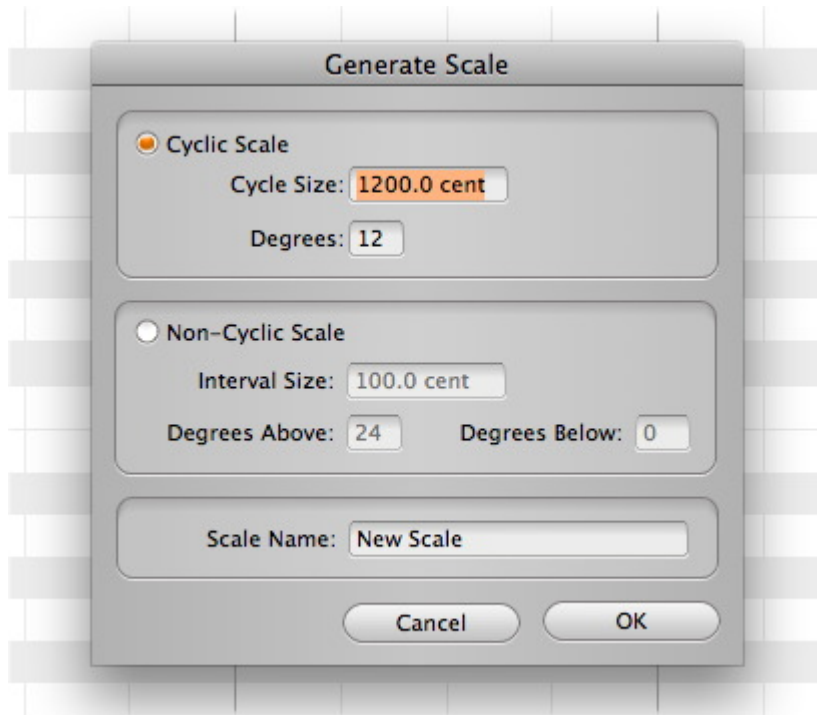 Generate Scale
Cyclic Scale
Cycle Size: 1200.0 cent
Degrees: 12
Non-Cyclic Scale
Interval Size: 100.0 cent
Degrees Above: 24 Degrees Below: 0
Scale Name: New Scale
Cancel OK